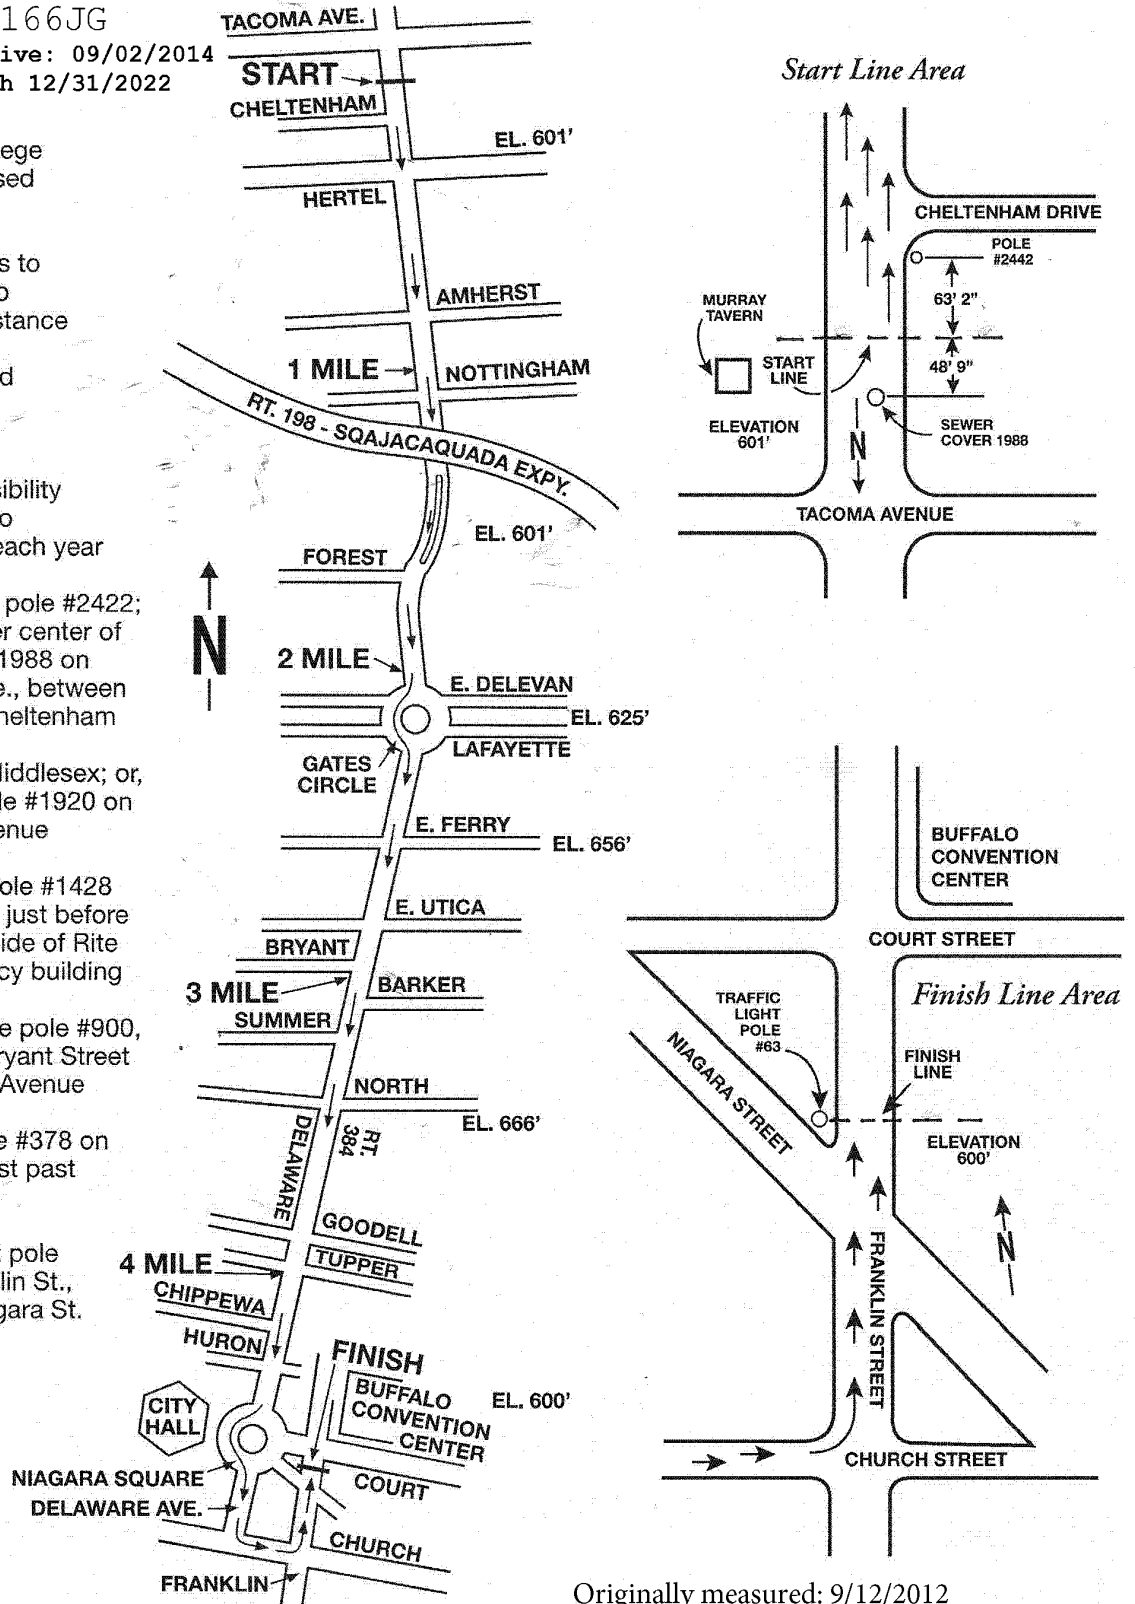 166JG
ive: 09/02/2014
h 12/31/2022
ege
sed
s to
o
stance
d
sibility
o
each year
pole #2422;
er center of
1988 on
e., between
heltenham
liddlesex; or,
le #1920 on
enue
ole #1428
just before
ide of Rite
cy building
e pole #900,
ryant Street
Avenue
e #378 on
st past
t pole
lin St.,
gara St.
TACOMA AVE.
START
CHELTENHAM
EL. 601'
HERTEL
AMHERST
1 MILE
NOTTINGHAM
RT. 198 - SQAJACAQUADA EXPY.
EL. 601'
FOREST
N
2 MILE
E. DELEVAN
EL. 625'
LAFAYETTE
GATES
CIRCLE
E. FERRY
EL. 656'
E. UTICA
BRYANT
BARKER
3 MILE
SUMMER
NORTH
EL. 666'
DELAWARE
RT.
384
GOODELL
TUPPER
4 MILE
CHIPPEWA
HURON
FINISH
BUFFALO
CONVENTION
CENTER
EL. 600'
CITY
HALL
NIAGARA SQUARE
COURT
DELAWARE AVE.
CHURCH
FRANKLIN
Start Line Area
CHELTENHAM DRIVE
POLE
#2442
63' 2"
MURRAY
TAVERN
START
LINE
48' 9"
ELEVATION
601'
N
SEWER
COVER 1988
TACOMA AVENUE
BUFFALO
CONVENTION
CENTER
COURT STREET
Finish Line Area
TRAFFIC
LIGHT
POLE
#63
NIAGARA STREET
FINISH
LINE
ELEVATION
600'
N
FRANKLIN STREET
CHURCH STREET
Originally measured: 9/12/2012